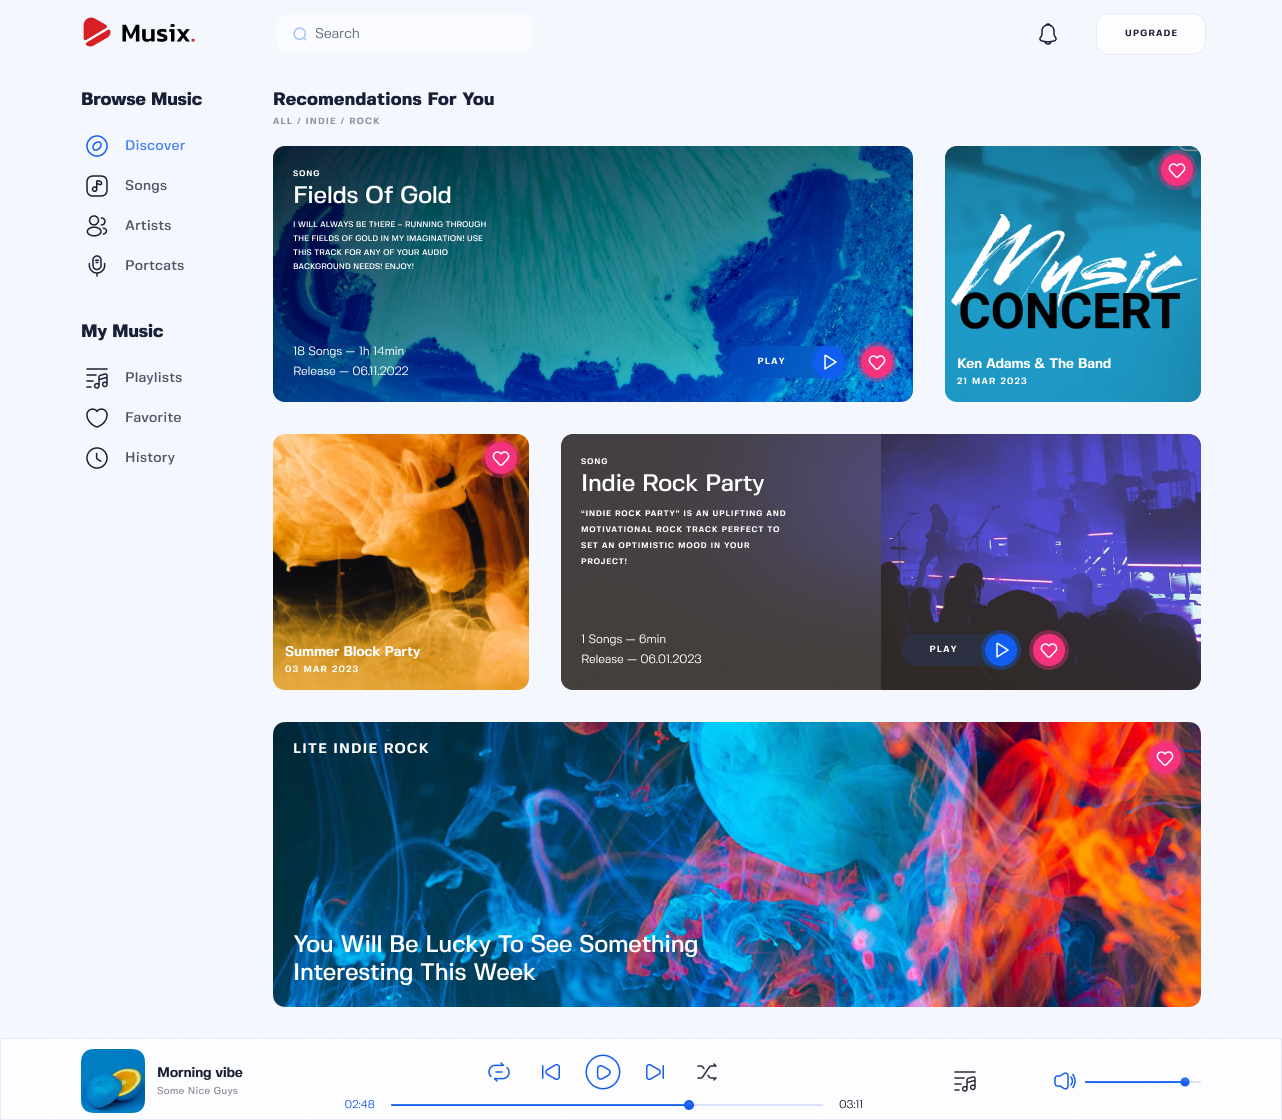 Musix.
Search
UPGRADE
Browse Music
Discover
Songs
Artists
Portcats
My Music
Playlists
Favorite
History
Recomendations For You
ALL / INDIE / ROCK
SONG
Fields Of Gold
I WILL ALWAYS BE THERE – RUNNING THROUGH
THE FIELDS OF GOLD IN MY IMAGINATION! USE
THIS TRACK FOR ANY OF YOUR AUDIO
BACKGROUND NEEDS! ENJOY!
18 Songs — 1h 14min
Release — 06.11.2022
PLAY
Music
CONCERT
Ken Adams & The Band
21 MAR 2023
Summer Block Party
03 MAR 2023
SONG
Indie Rock Party
“INDIE ROCK PARTY” IS AN UPLIFTING AND
MOTIVATIONAL ROCK TRACK PERFECT TO
SET AN OPTIMISTIC MOOD IN YOUR
PROJECT!
1 Songs — 6min
Release — 06.01.2023
PLAY
LITE INDIE ROCK
You Will Be Lucky To See Something
Interesting This Week
Morning vibe
Some Nice Guys
02:48
03:11